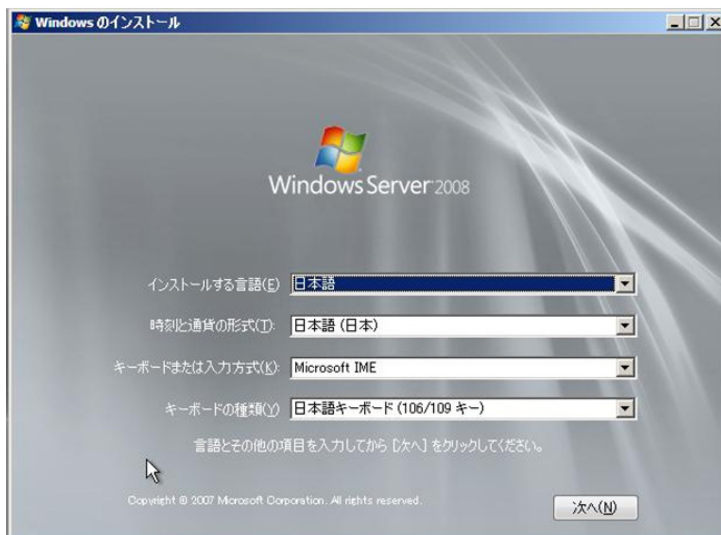 Windows のインストール
Windows Server 2008
インストールする言語(E) 日本語
時刻と通貨の形式(T): 日本語 (日本)
キーボードまたは入力方式(K): Microsoft IME
キーボードの種類(Y) 日本語キーボード (106/109 キー)
言語とその他の項目を入力してから [次へ] をクリックしてください。
Copyright © 2007 Microsoft Corporation. All rights reserved.
次へ(N)